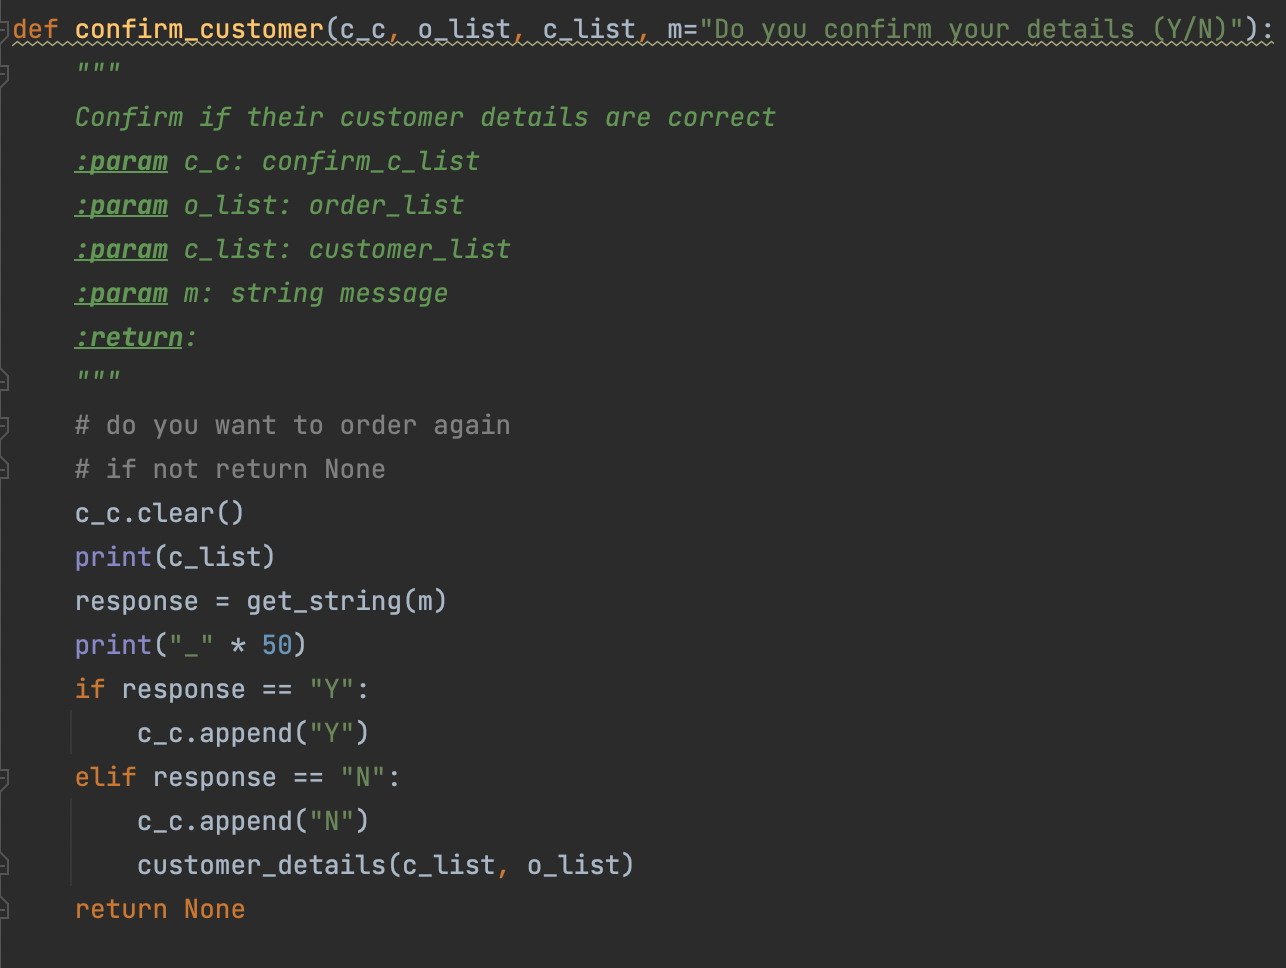 def confirm_customer(c_c, o_list, c_list, m="Do you confirm your details (Y/N)"):
    """
    Confirm if their customer details are correct
    :param c_c: confirm_c_list
    :param o_list: order_list
    :param c_list: customer_list
    :param m: string message
    :return:
    """
    # do you want to order again
    # if not return None
    c_c.clear()
    print(c_list)
    response = get_string(m)
    print("_" * 50)
    if response == "Y":
        c_c.append("Y")
    elif response == "N":
        c_c.append("N")
        customer_details(c_list, o_list)
    return None